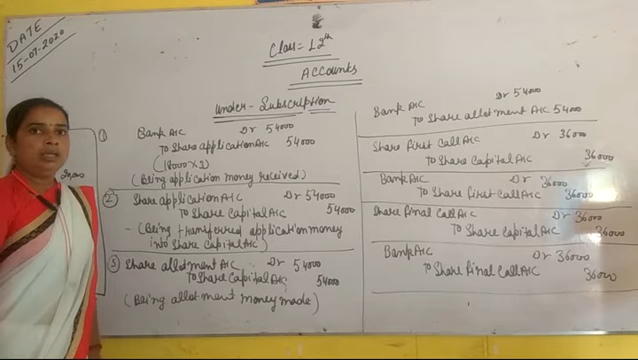 DATE
15-07-2020
Class = 12th
Accounts
Under-Subscription
①
Bank A/C Dr 54000
To Share application A/C 54000
(18000×3)
(Being application money received)
② Share application A/C Dr 54000
To Share Capital A/C 54000
- (Being transferred application money
into Share Capital A/C)
③ Share allotment A/C Dr 54000
To Share Capital A/C 54000
(Being allotment money made)
Bank A/C Dr 54000
To Share allotment A/C 54000
Share first Call A/C Dr 36000
To Share Capital A/C 36000
Bank A/C Dr 36000
To Share first Call A/C 36000
Share final Call A/C Dr 36000
To Share Capital A/C 36000
Bank A/C Dr 36000
To Share final Call A/C 36000